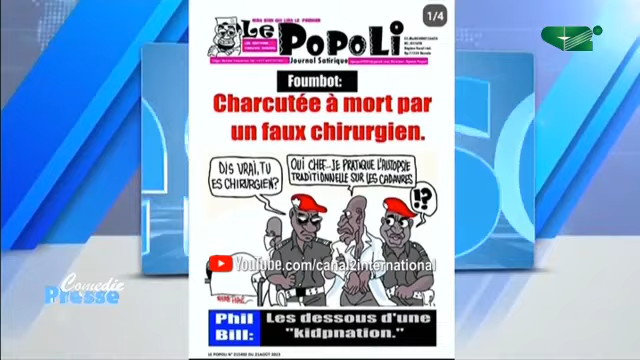 1/4
Le POPOLi
Journal Satirique
Foumbot:
Charcutée à mort par
un faux chirurgien.
DIS VRAI, TU
ES CHIRURGIEN?
OUI CHEF...JE PRATIQUE L'AUTOPSIE
TRADITIONNELLE SUR LES CADAVRES
!?
Youtube.com/canal2international
Comedie
Presse
Phil
Bill:
Les dessous d'une
"kidpnation."